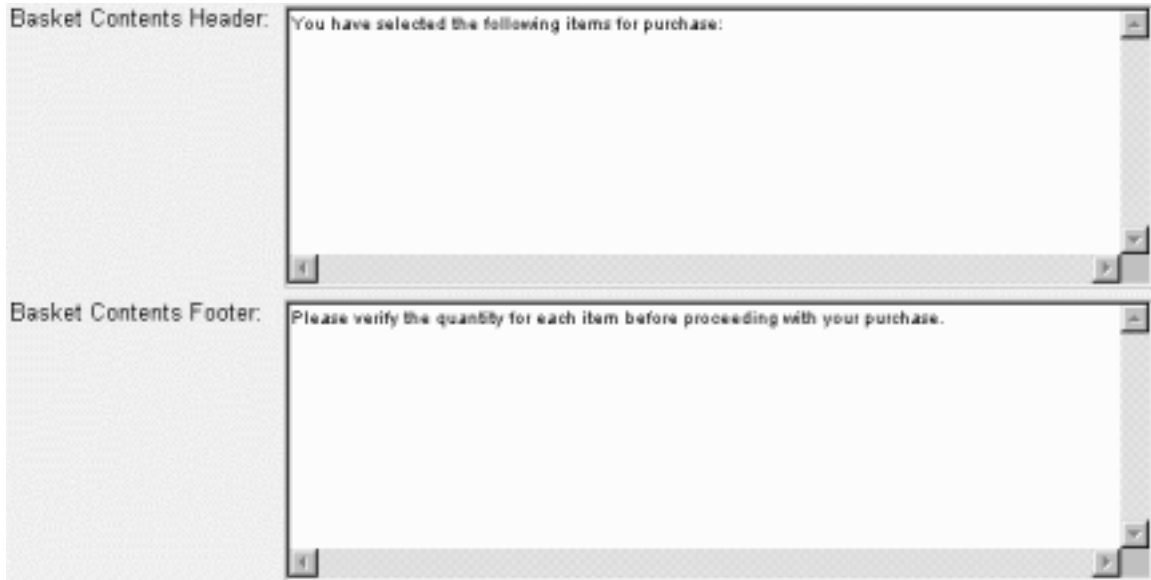 Basket Contents Header:
You have selected the following items for purchase:
Basket Contents Footer:
Please verify the quantity for each item before proceeding with your purchase.